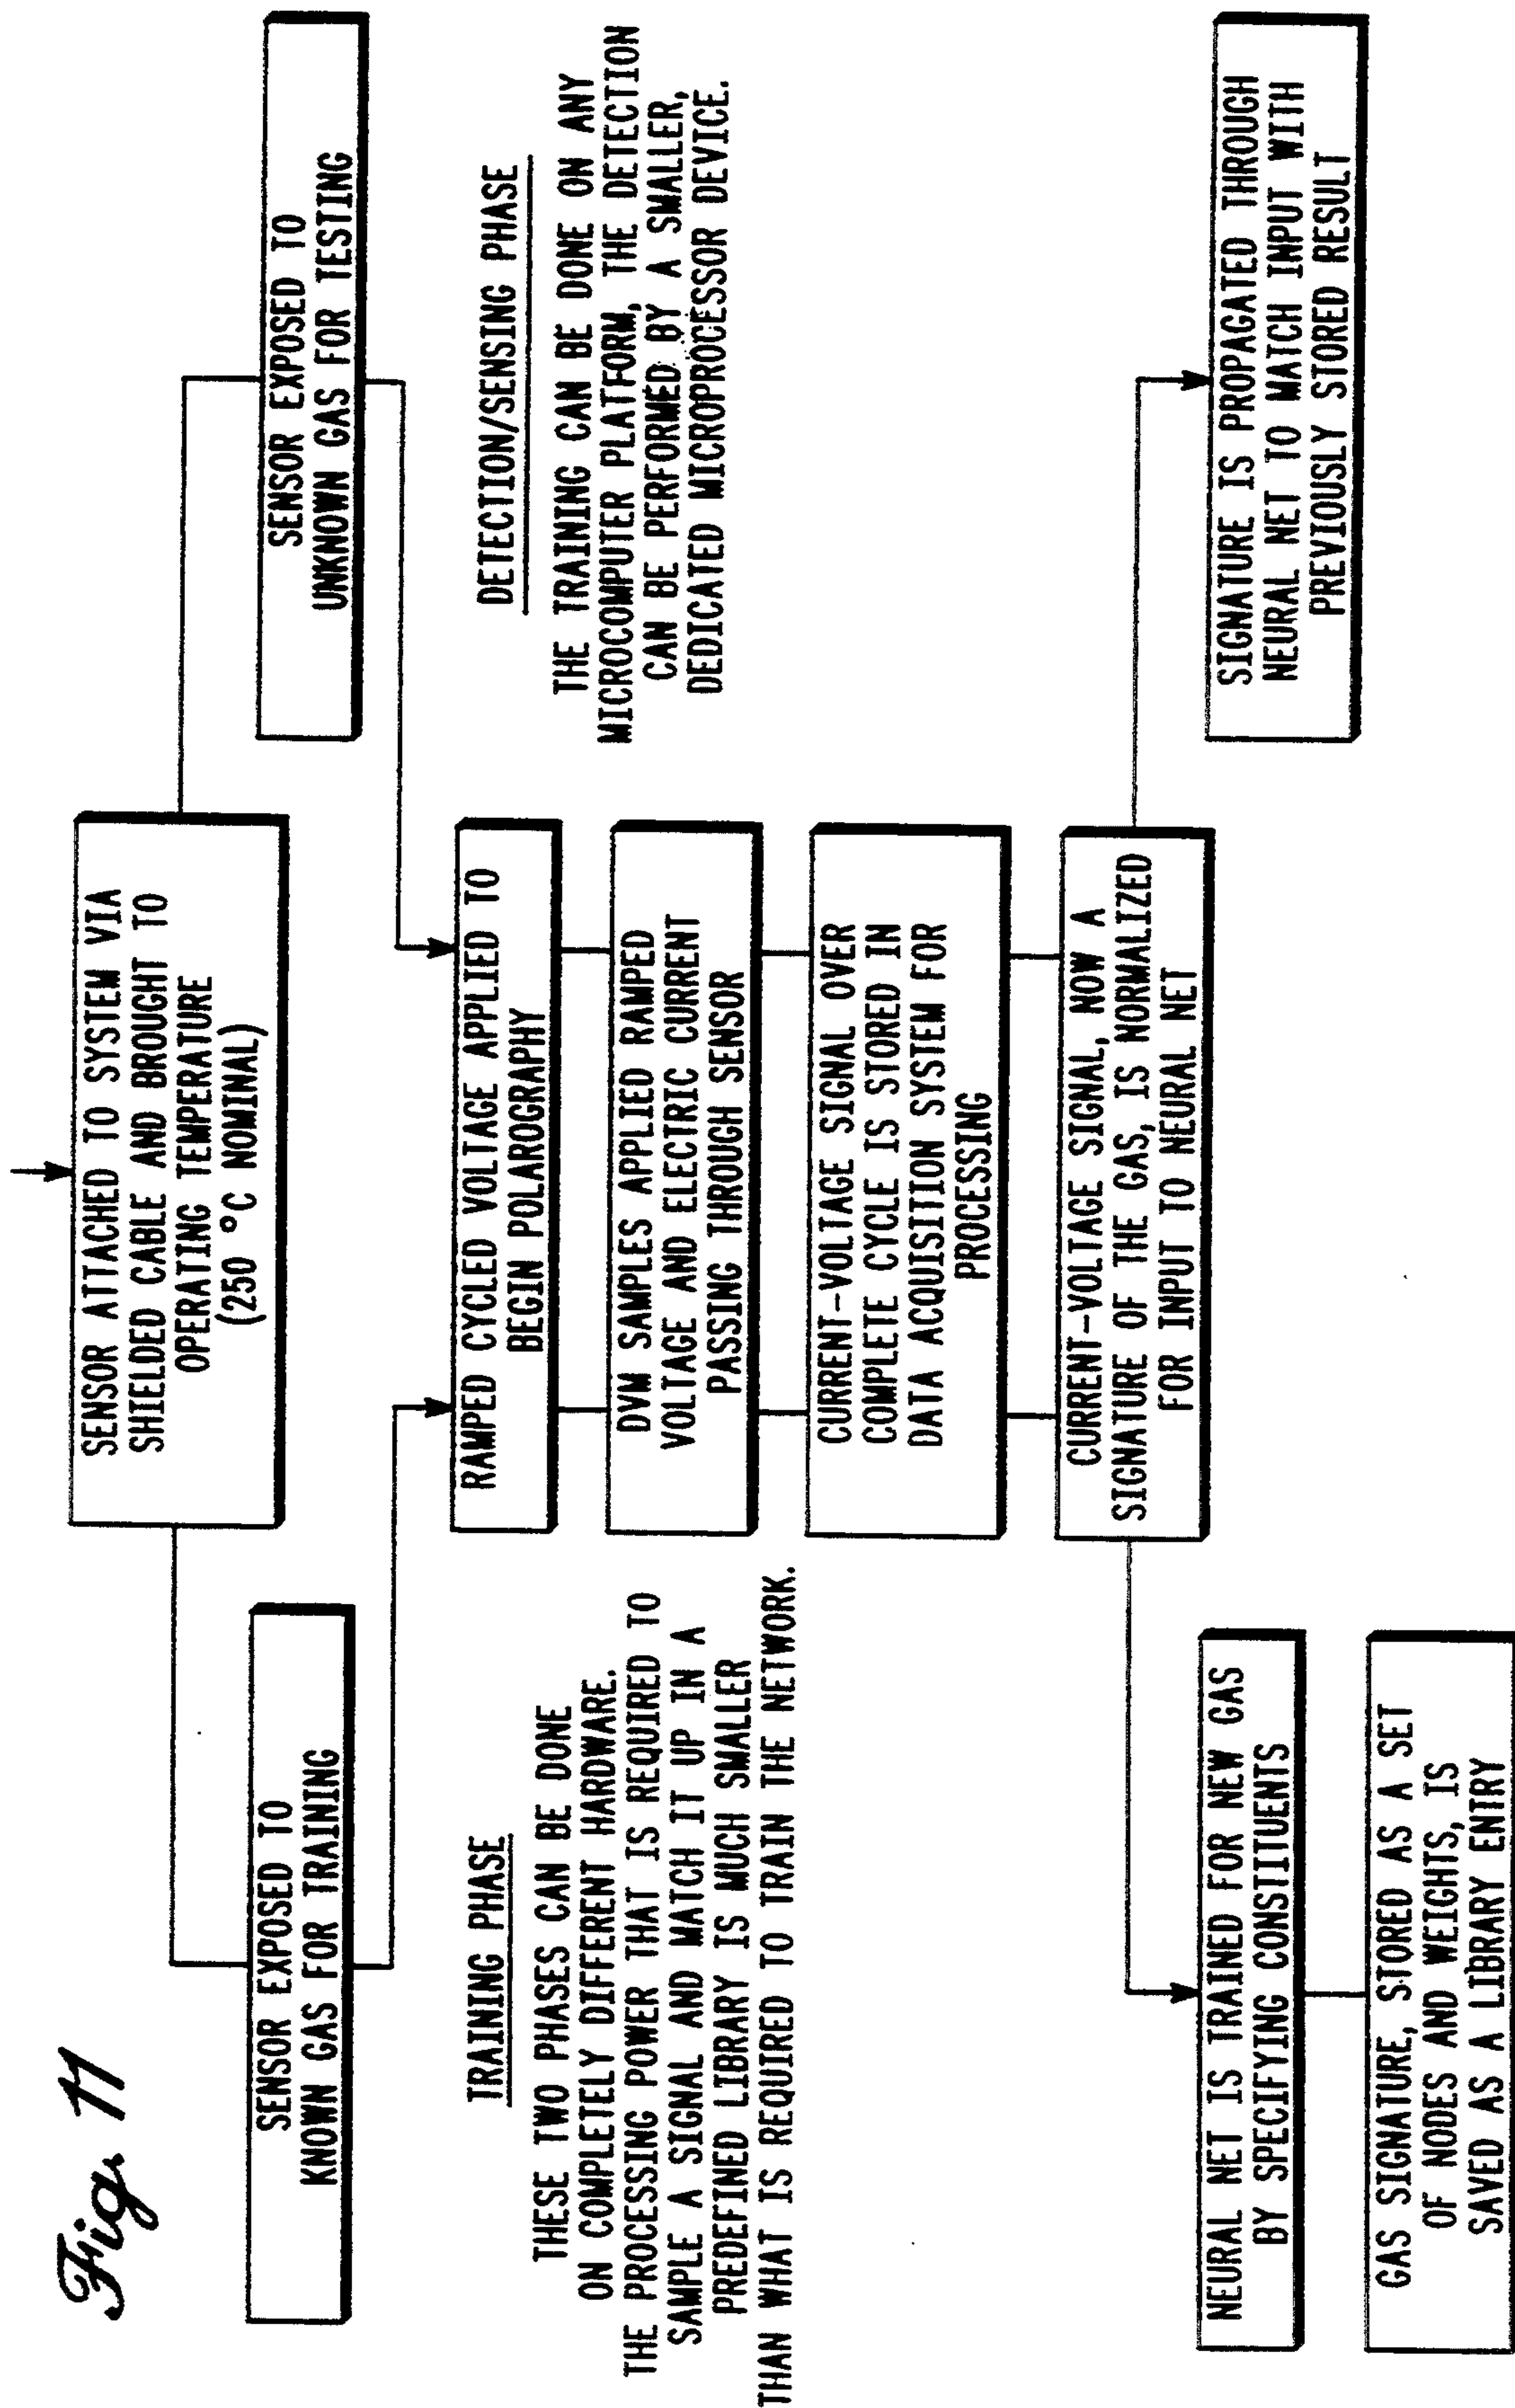 Fig. 11
SENSOR ATTACHED TO SYSTEM VIA
SHIELDED CABLE AND BROUGHT TO
OPERATING TEMPERATURE
(250 °C NOMINAL)
SENSOR EXPOSED TO
KNOWN GAS FOR TRAINING
SENSOR EXPOSED TO
UNKNOWN GAS FOR TESTING
TRAINING PHASE
THESE TWO PHASES CAN BE DONE
ON COMPLETELY DIFFERENT HARDWARE.
THE PROCESSING POWER THAT IS REQUIRED TO
SAMPLE A SIGNAL AND MATCH IT UP IN A
PREDEFINED LIBRARY IS MUCH SMALLER
THAN WHAT IS REQUIRED TO TRAIN THE NETWORK.
RAMPED CYCLED VOLTAGE APPLIED TO
BEGIN POLAROGRAPHY
DVM SAMPLES APPLIED RAMPED
VOLTAGE AND ELECTRIC CURRENT
PASSING THROUGH SENSOR
CURRENT-VOLTAGE SIGNAL OVER
COMPLETE CYCLE IS STORED IN
DATA ACQUISITION SYSTEM FOR
PROCESSING
CURRENT-VOLTAGE SIGNAL, NOW A
SIGNATURE OF THE GAS, IS NORMALIZED
FOR INPUT TO NEURAL NET
DETECTION/SENSING PHASE
THE TRAINING CAN BE DONE ON ANY
MICROCOMPUTER PLATFORM, THE DETECTION
CAN BE PERFORMED BY A SMALLER,
DEDICATED MICROPROCESSOR DEVICE.
NEURAL NET IS TRAINED FOR NEW GAS
BY SPECIFYING CONSTITUENTS
GAS SIGNATURE, STORED AS A SET
OF NODES AND WEIGHTS, IS
SAVED AS A LIBRARY ENTRY
SIGNATURE IS PROPAGATED THROUGH
NEURAL NET TO MATCH INPUT WITH
PREVIOUSLY STORED RESULT